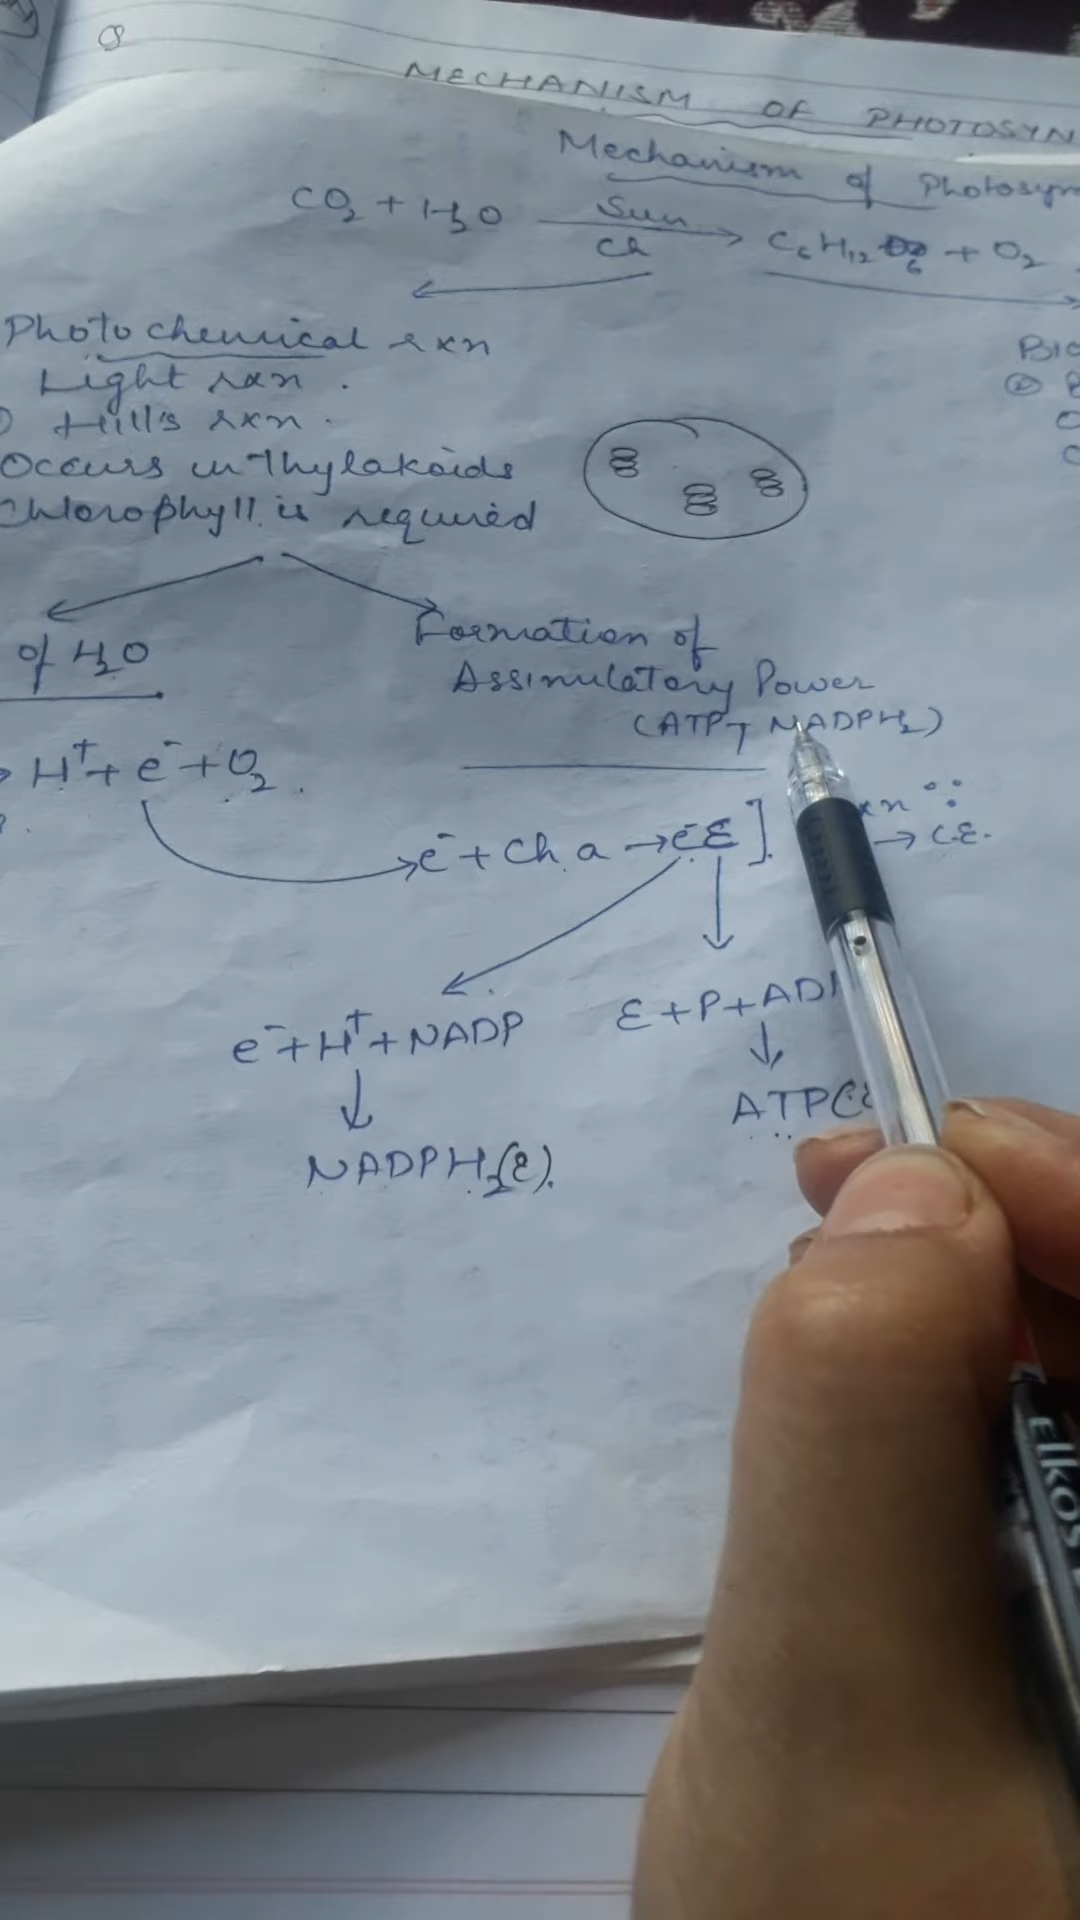 MECHANISM OF PHOTOSYN
Mechanism of Photosyn
CO2 + H2O Sun Ch → C6H12O6 + O2
Photochemical rxn
Light rxn.
Hill's rxn.
Occurs in Thylakoids
Chlorophyll is required
of H2O
Formation of
Assimulatory Power
(ATP, NADPH2)
H+ + e- + O2
e- + Ch a → e-E]
xn
→ C.E.
e- + H+ + NADP
↓
NADPH2(E).
E + P + AD
↓
ATP(
Elkos